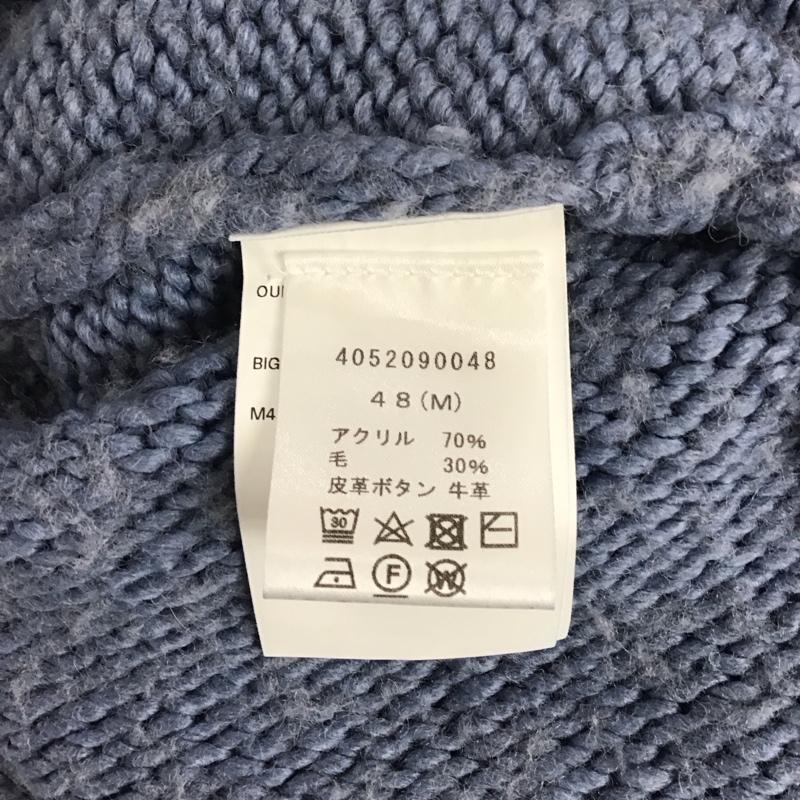 4052090048
48(M)
アクリル 70%
毛 30%
皮革ボタン 牛革
30
F
W
BIG
M4